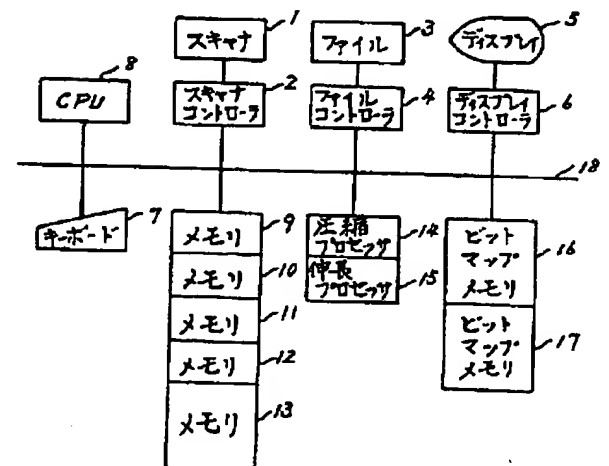 スキャナ 1
スキャナ
コントローラ 2
ファイル 3
ファイル
コントローラ 4
ディスプレイ 5
ディスプレイ
コントローラ 6
CPU 8
18
キーボード 7
メモリ 9
メモリ 10
メモリ 11
メモリ 12
メモリ 13
圧縮
プロセッサ 14
伸長
プロセッサ 15
ビット
マップ
メモリ 16
ビット
マップ
メモリ 17